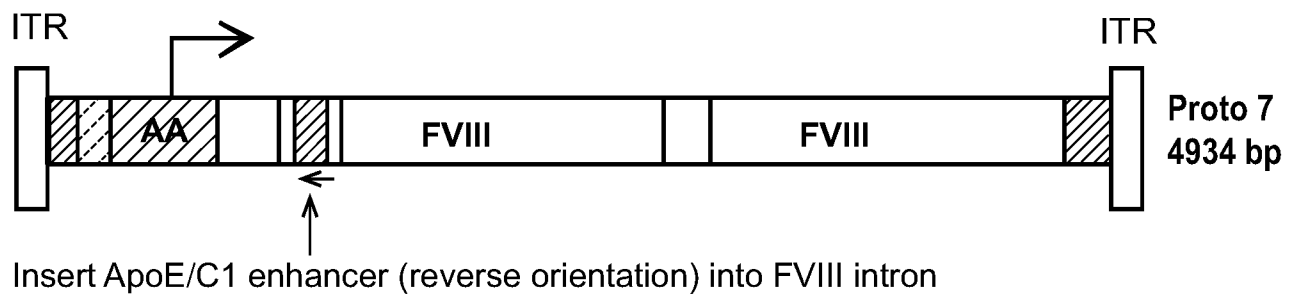 ITR
ITR
AA
FVIII
FVIII
Proto 7
4934 bp
Insert ApoE/C1 enhancer (reverse orientation) into FVIII intron